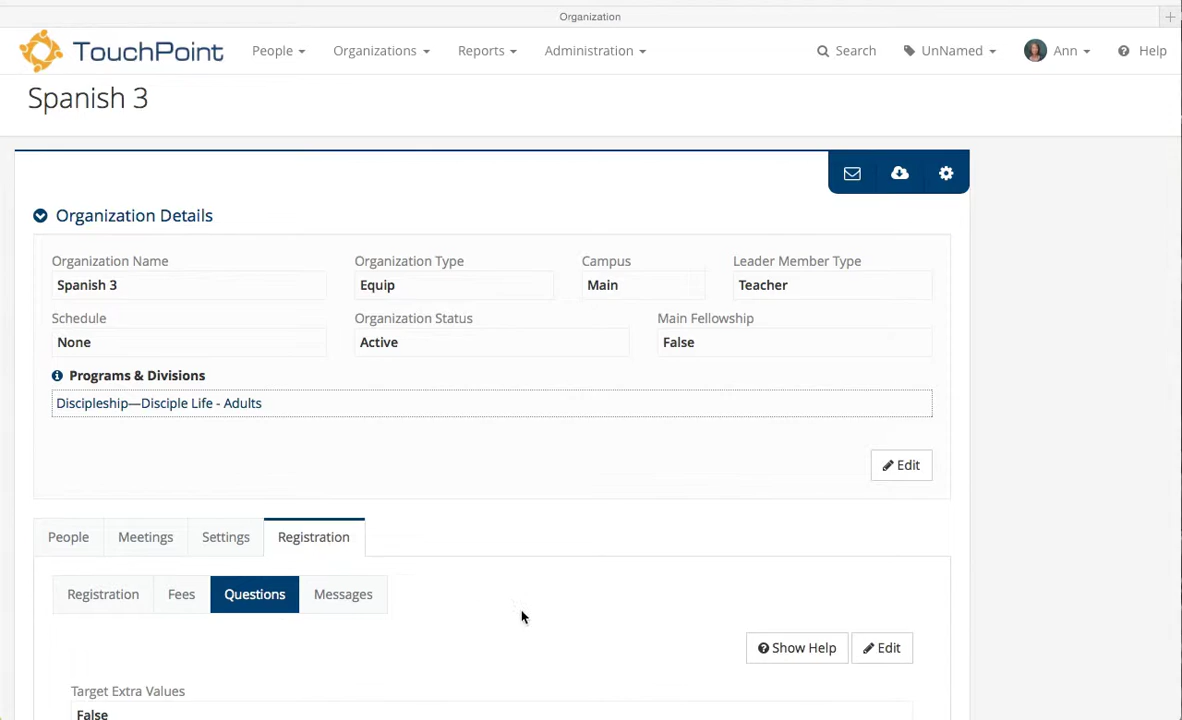 Organization
TouchPoint People Organizations Reports Administration Search UnNamed Ann Help
Spanish 3
Organization Details
Organization Name Organization Type Campus Leader Member Type
Spanish 3 Equip Main Teacher
Schedule Organization Status Main Fellowship
None Active False
Programs & Divisions
Discipleship—Disciple Life - Adults
Edit
People Meetings Settings Registration
Registration Fees Questions Messages
Show Help Edit
Target Extra Values
False